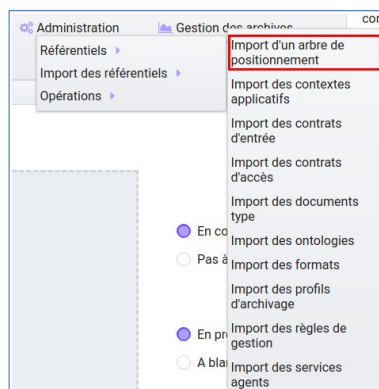 Administration
Gestion des archives
Référentiels
Import des référentiels
Opérations
Import d'un arbre de
positionnement
Import des contextes
applicatifs
Import des contrats
d'entrée
Import des contrats
d'accès
Import des documents
type
Import des ontologies
Import des formats
Import des profils
d'archivage
Import des règles de
gestion
Import des services
agents
En co
Pas à
En pr
A bla